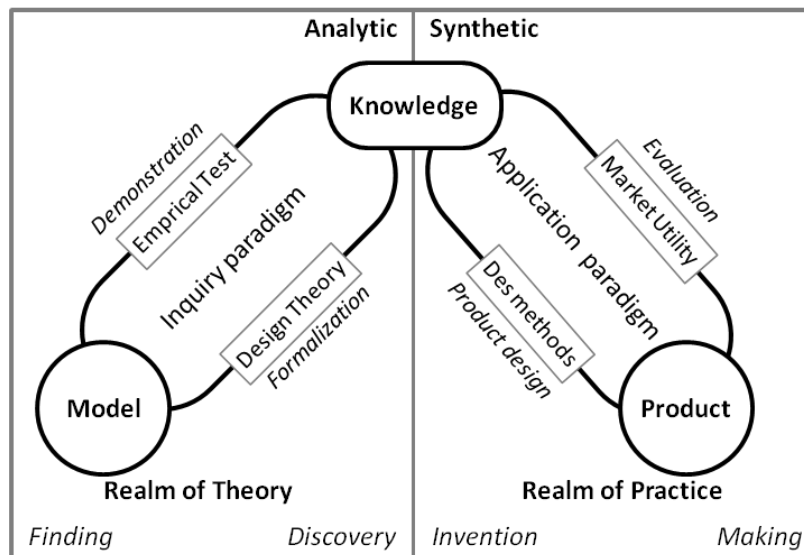 Analytic
Synthetic
Knowledge
Demonstration
Emprical Test
Inquiry paradigm
Design Theory
Formalization
Application paradigm
Evaluation
Market Utility
Des methods
Product design
Model
Product
Realm of Theory
Realm of Practice
Finding
Discovery
Invention
Making